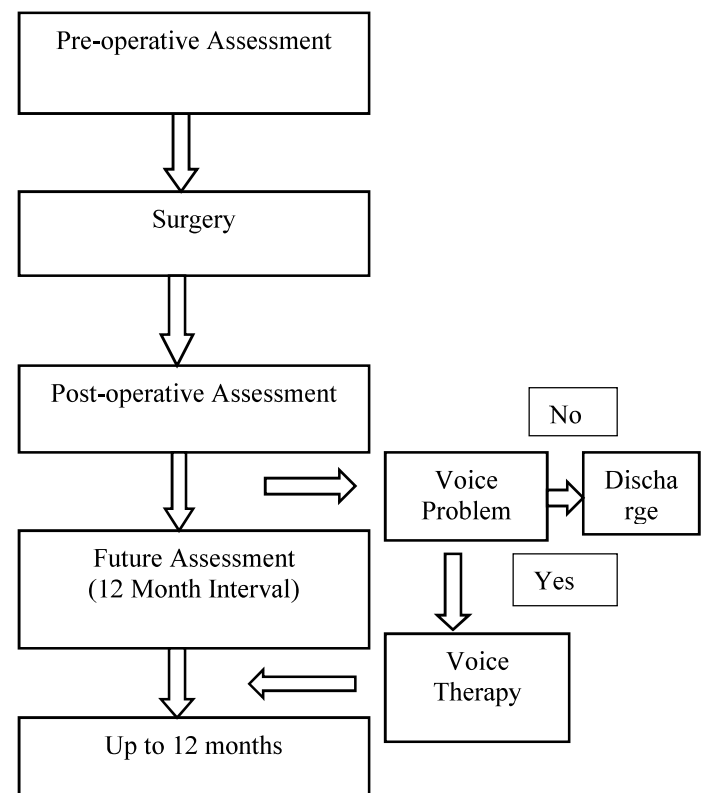 Pre-operative Assessment
Surgery
Post-operative Assessment
No
Voice
Problem
Discha
rge
Future Assessment
(12 Month Interval)
Yes
Voice
Therapy
Up to 12 months